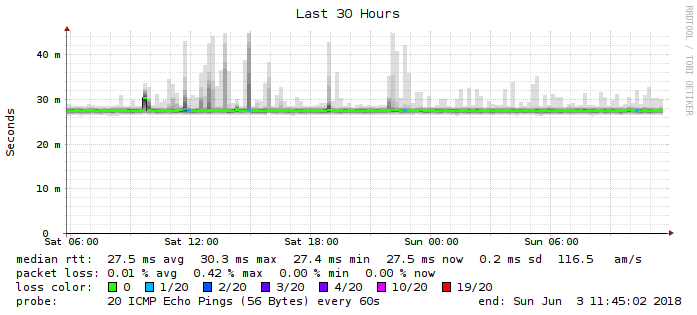 Last 30 Hours
RRDTOOL / TOBI OETIKER
Seconds
40 m
30 m
20 m
10 m
0
Sat 06:00 Sat 12:00 Sat 18:00 Sun 00:00 Sun 06:00
median rtt: 27.5 ms avg 30.3 ms max 27.4 ms min 27.5 ms now 0.2 ms sd 116.5 am/s
packet loss: 0.01 % avg 0.42 % max 0.00 % min 0.00 % now
loss color: 0 1/20 2/20 3/20 4/20 10/20 19/20
probe: 20 ICMP Echo Pings (56 Bytes) every 60s end: Sun Jun 3 11:45:02 2018